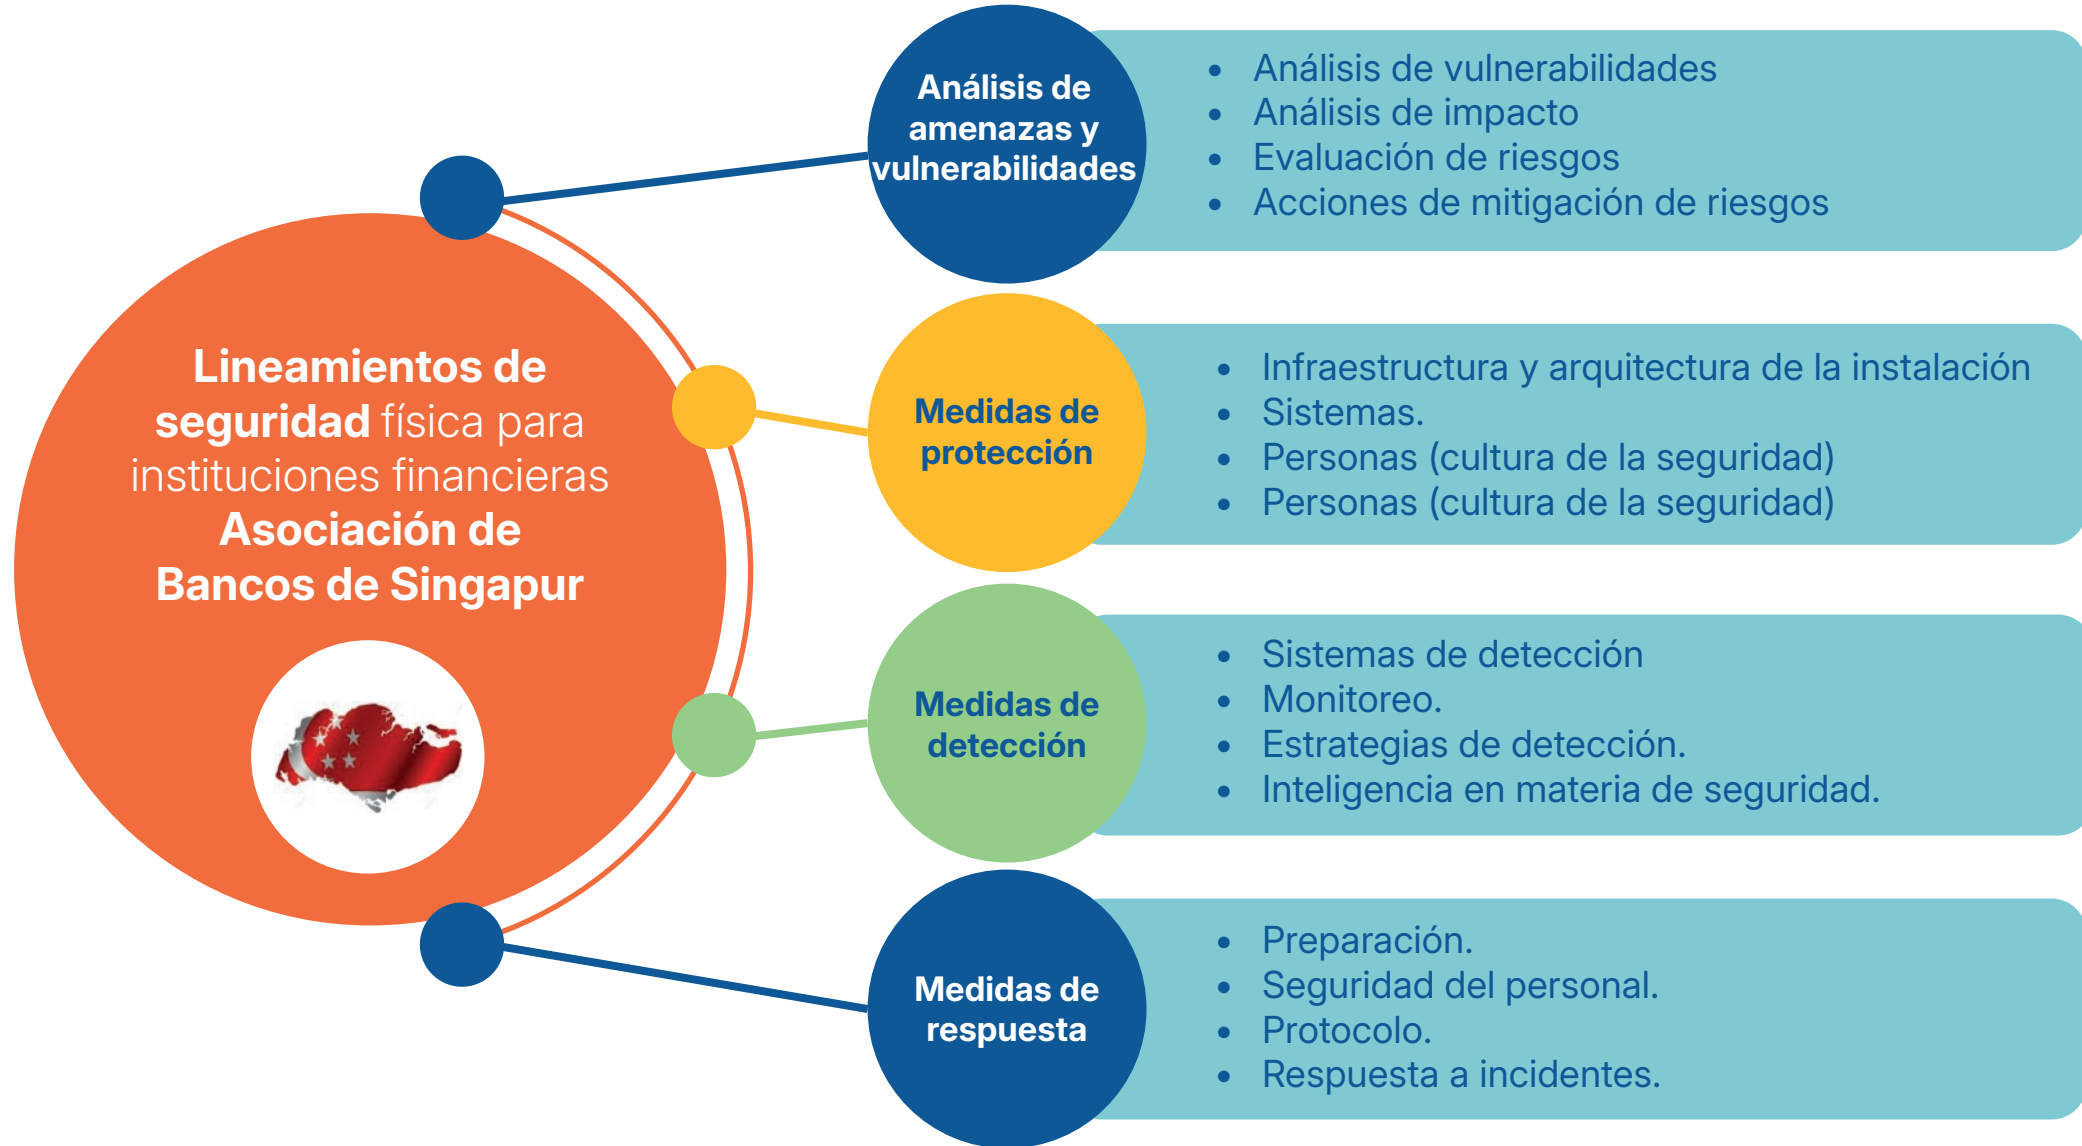 Lineamientos de
seguridad física para
instituciones financieras
Asociación de
Bancos de Singapur
Análisis de
amenazas y
vulnerabilidades
• Análisis de vulnerabilidades
• Análisis de impacto
• Evaluación de riesgos
• Acciones de mitigación de riesgos
Medidas de
protección
• Infraestructura y arquitectura de la instalación
• Sistemas.
• Personas (cultura de la seguridad)
• Personas (cultura de la seguridad)
Medidas de
detección
• Sistemas de detección
• Monitoreo.
• Estrategias de detección.
• Inteligencia en materia de seguridad.
Medidas de
respuesta
• Preparación.
• Seguridad del personal.
• Protocolo.
• Respuesta a incidentes.